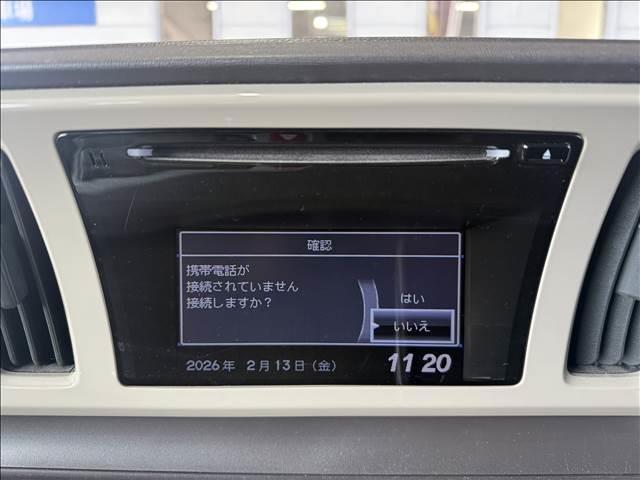 確認
携帯電話が
接続されていません
接続しますか？
はい
いいえ
2026年 2月13日（金）
11 20